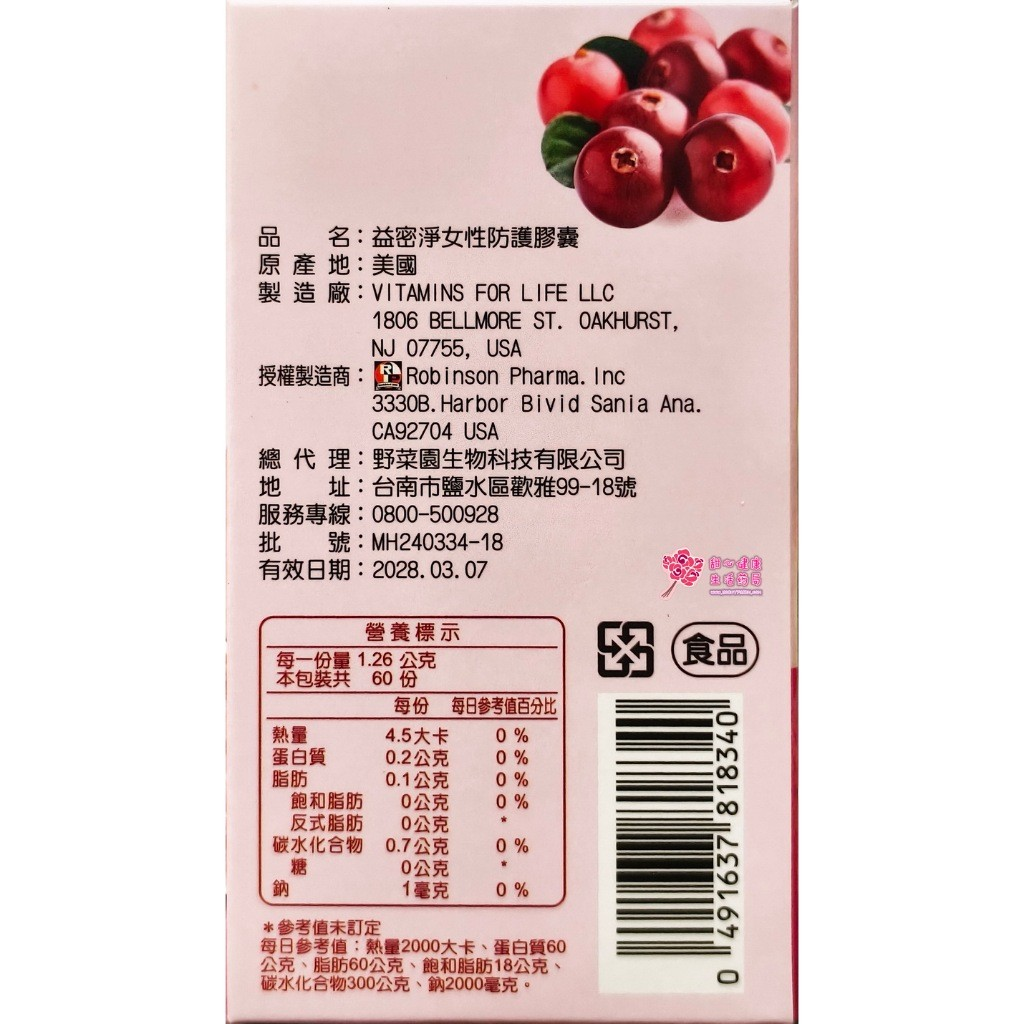 品名：益密淨女性防護膠囊
原產地：美國
製造廠：VITAMINS FOR LIFE LLC
1806 BELLMORE ST. OAKHURST,
NJ 07755, USA
授權製造商：Robinson Pharma. Inc
3330B. Harbor Bivid Sania Ana.
CA92704 USA
總代理：野菜園生物科技有限公司
地址：台南市鹽水區歡雅99-18號
服務專線：0800-500928
批號：MH240334-18
有效日期：2028.03.07
甜心健康
生活藥局
營養標示
每一份量 1.26 公克
本包裝共 60 份
每份 每日參考值百分比
熱量 4.5大卡 0 %
蛋白質 0.2公克 0 %
脂肪 0.1公克 0 %
飽和脂肪 0公克 0 %
反式脂肪 0公克 *
碳水化合物 0.7公克 0 %
糖 0公克 *
鈉 1毫克 0 %
＊參考值未訂定
每日參考值：熱量2000大卡、蛋白質60
公克、脂肪60公克、飽和脂肪18公克、
碳水化合物300公克、鈉2000毫克。
食品
0 491637 818340